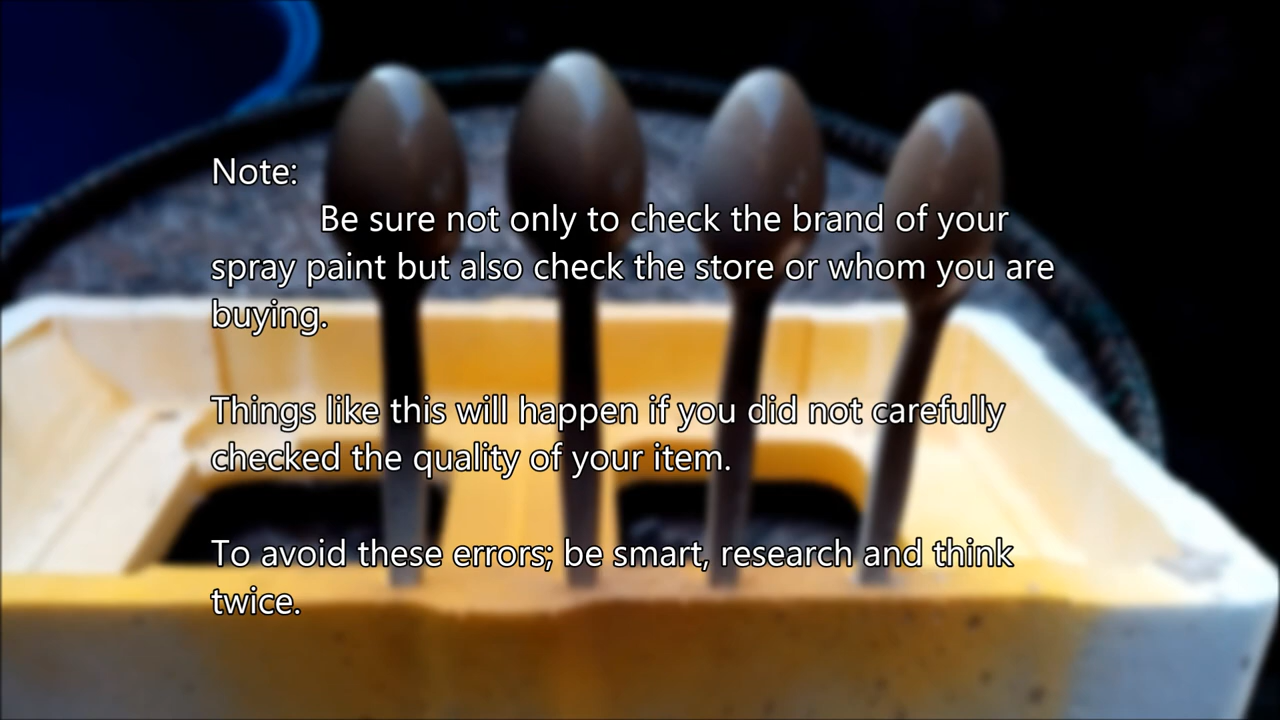 Note:
Be sure not only to check the brand of your
spray paint but also check the store or whom you are
buying.
Things like this will happen if you did not carefully
checked the quality of your item.
To avoid these errors; be smart, research and think
twice.